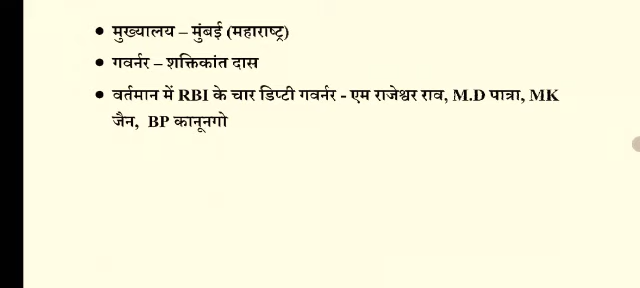 • मुख्यालय – मुंबई (महाराष्ट्र)
• गवर्नर – शक्तिकांत दास
• वर्तमान में RBI के चार डिप्टी गवर्नर - एम राजेश्वर राव, M.D पात्रा, MK
जैन, BP कानूनगो